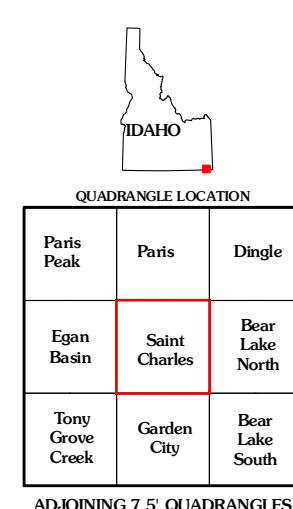 IDAHO
QUADRANGLE LOCATION
Paris Peak
Paris
Dingle
Egan Basin
Saint Charles
Bear Lake North
Tony Grove Creek
Garden City
Bear Lake South
ADJOINING 7.5' QUADRANGLES